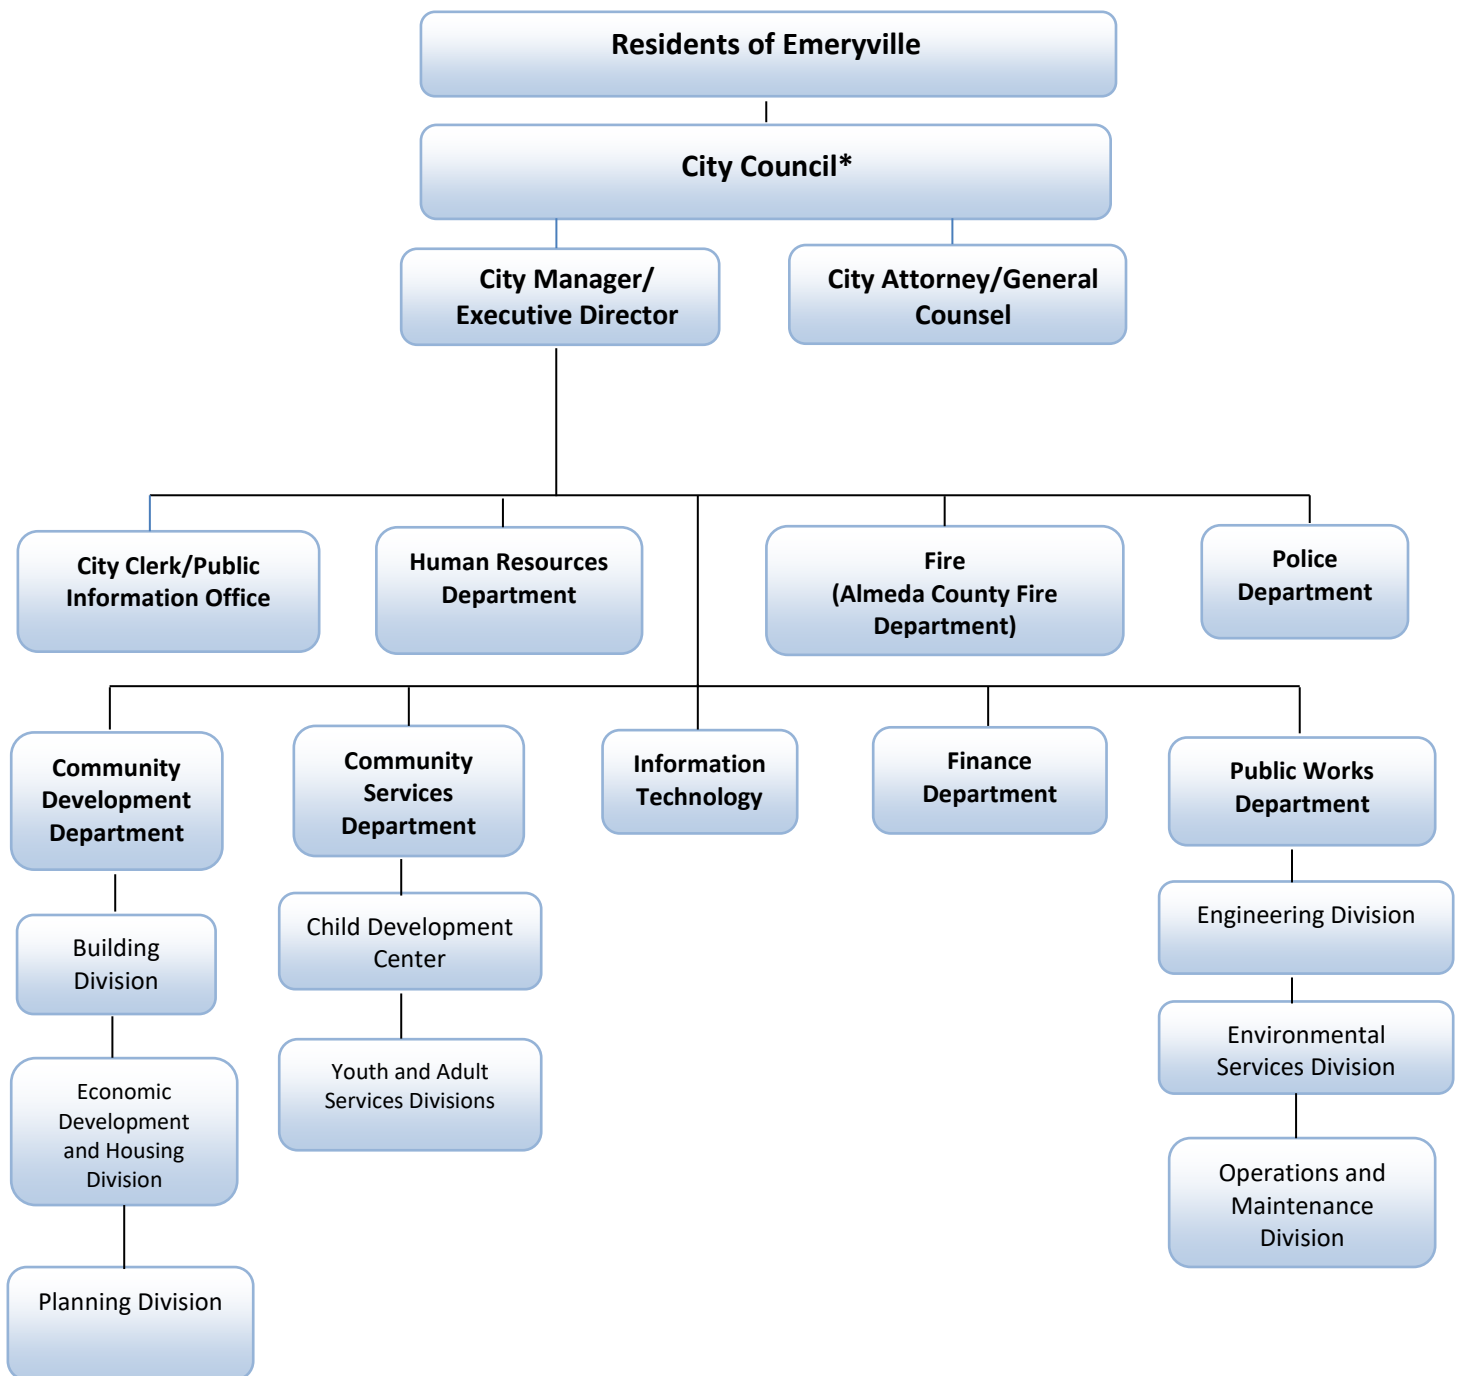 Residents of Emeryville
City Council*
City Manager/
Executive Director
City Attorney/General
Counsel
City Clerk/Public
Information Office
Human Resources
Department
Fire
(Almeda County Fire
Department)
Police
Department
Community
Development
Department
Community
Services
Department
Information
Technology
Finance
Department
Public Works
Department
Building
Division
Economic
Development
and Housing
Division
Planning Division
Child Development
Center
Youth and Adult
Services Divisions
Engineering Division
Environmental
Services Division
Operations and
Maintenance
Division